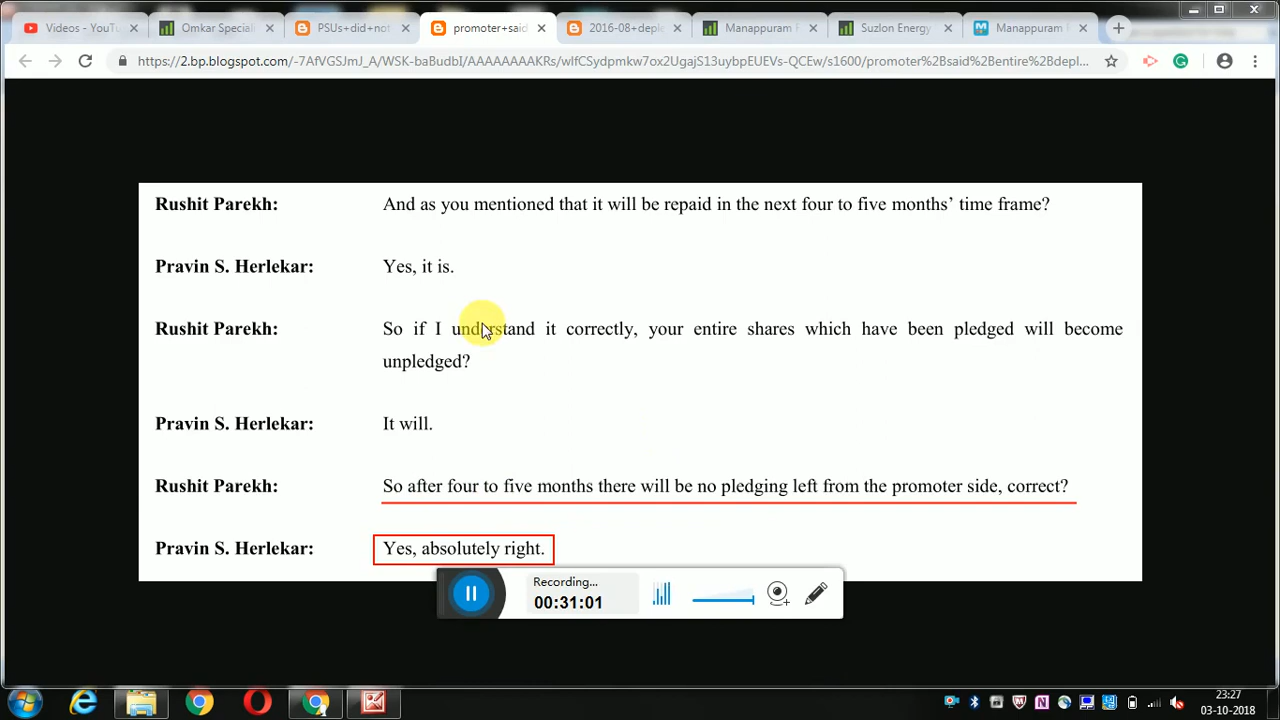 Videos - YouTu
Omkar Speciali
PSUs+did+not
promoter+said
2016-08+deple
Manappuram F
Suzlon Energy
Manappuram
https://2.bp.blogspot.com/-7AfVGSJmJ_A/WSK-baBudbI/AAAAAAAAKRs/wIfCSydpmkw7ox2UgajS13uybpEUEVs-QCEw/s1600/promoter%2Bsaid%2Bentire%2Bdepl...
Rushit Parekh: And as you mentioned that it will be repaid in the next four to five months’ time frame?
Pravin S. Herlekar: Yes, it is.
Rushit Parekh: So if I understand it correctly, your entire shares which have been pledged will become
unpledged?
Pravin S. Herlekar: It will.
Rushit Parekh: So after four to five months there will be no pledging left from the promoter side, correct?
Pravin S. Herlekar: Yes, absolutely right.
Recording...
00:31:01
23:27
03-10-2018